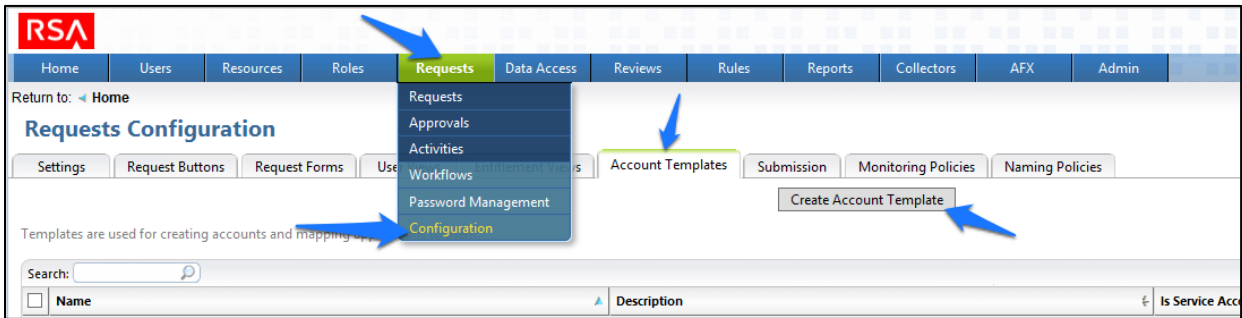 RSA
Home Users Resources Roles Requests Data Access Reviews Rules Reports Collectors AFX Admin
Return to: Home
Requests
Approvals
Activities
Workflows
Password Management
Configuration
Requests Configuration
Settings Request Buttons Request Forms Account Templates Submission Monitoring Policies Naming Policies
Create Account Template
Templates are used for creating accounts and mapping
Search:
Name Description Is Service